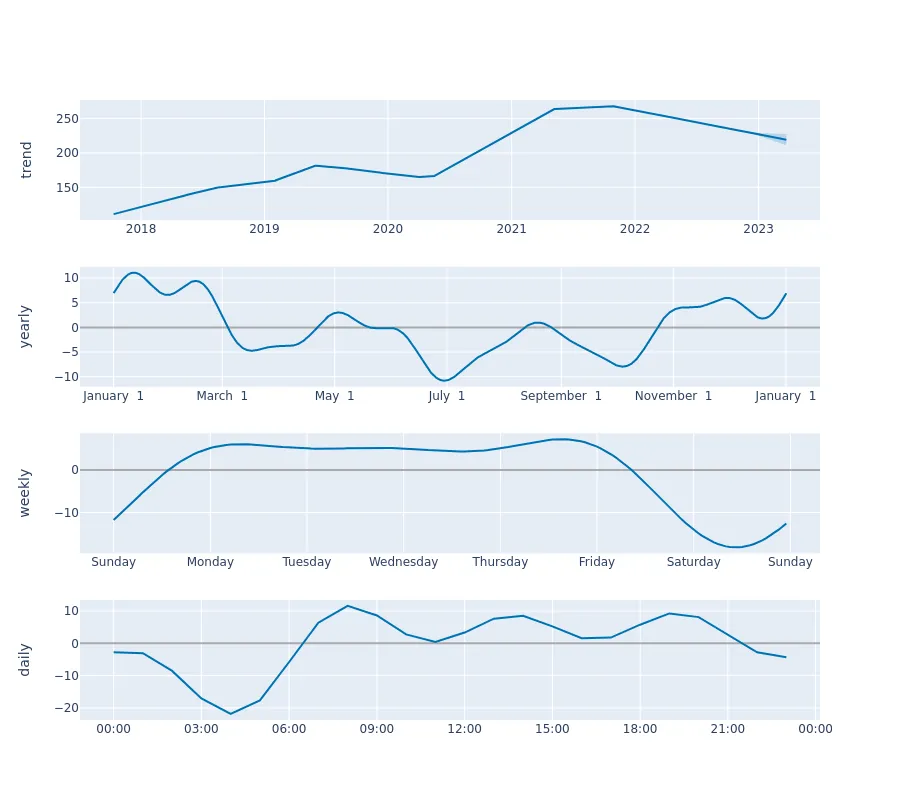 trend
250
200
150
2018 2019 2020 2021 2022 2023
yearly
10
5
0
−5
−10
January 1 March 1 May 1 July 1 September 1 November 1 January 1
weekly
0
−10
Sunday Monday Tuesday Wednesday Thursday Friday Saturday Sunday
daily
10
0
−10
−20
00:00 03:00 06:00 09:00 12:00 15:00 18:00 21:00 00:00